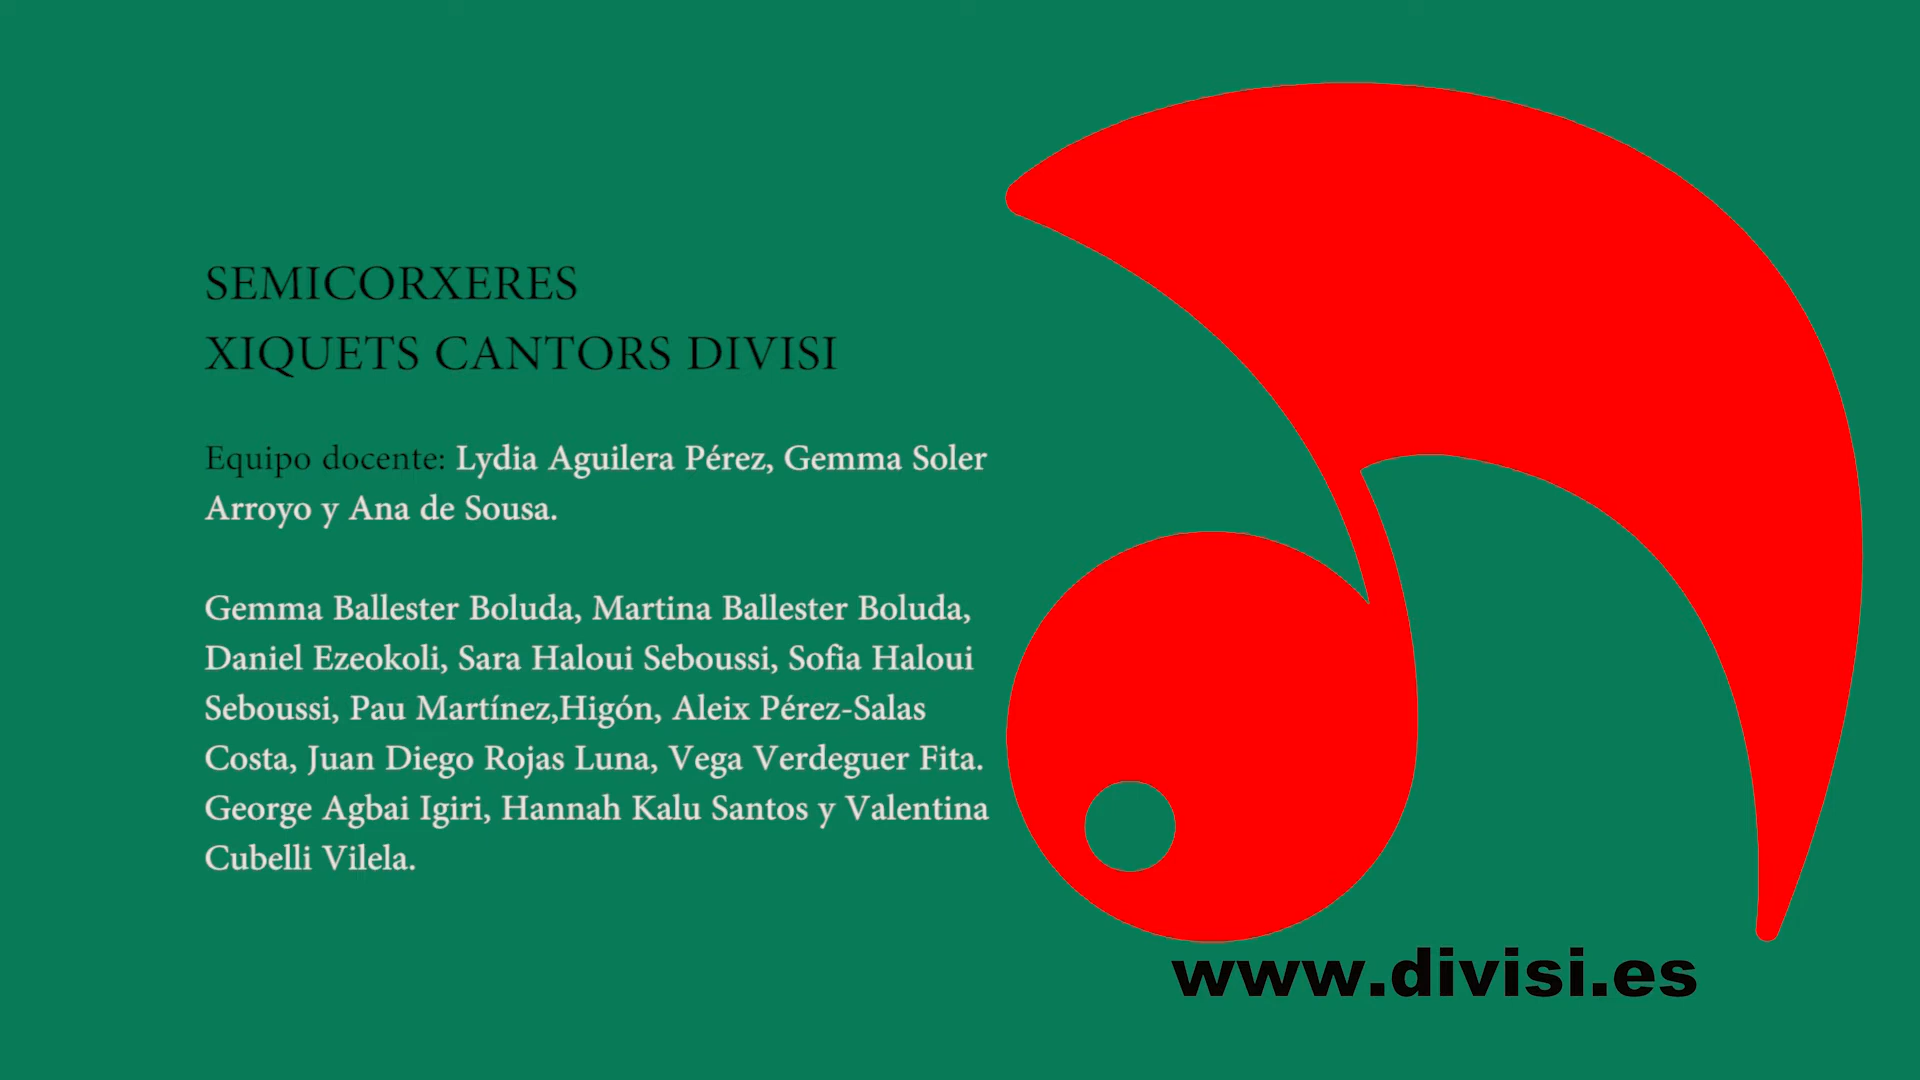 SEMICORXERES
XIQUETS CANTORS DIVISI
Equipo docente: Lydia Aguilera Pérez, Gemma Soler
Arroyo y Ana de Sousa.
Gemma Ballester Boluda, Martina Ballester Boluda,
Daniel Ezeokoli, Sara Haloui Seboussi, Sofia Haloui
Seboussi, Pau Martínez,Higón, Aleix Pérez-Salas
Costa, Juan Diego Rojas Luna, Vega Verdeguer Fita.
George Agbai Igiri, Hannah Kalu Santos y Valentina
Cubelli Vilela.
www.divisi.es